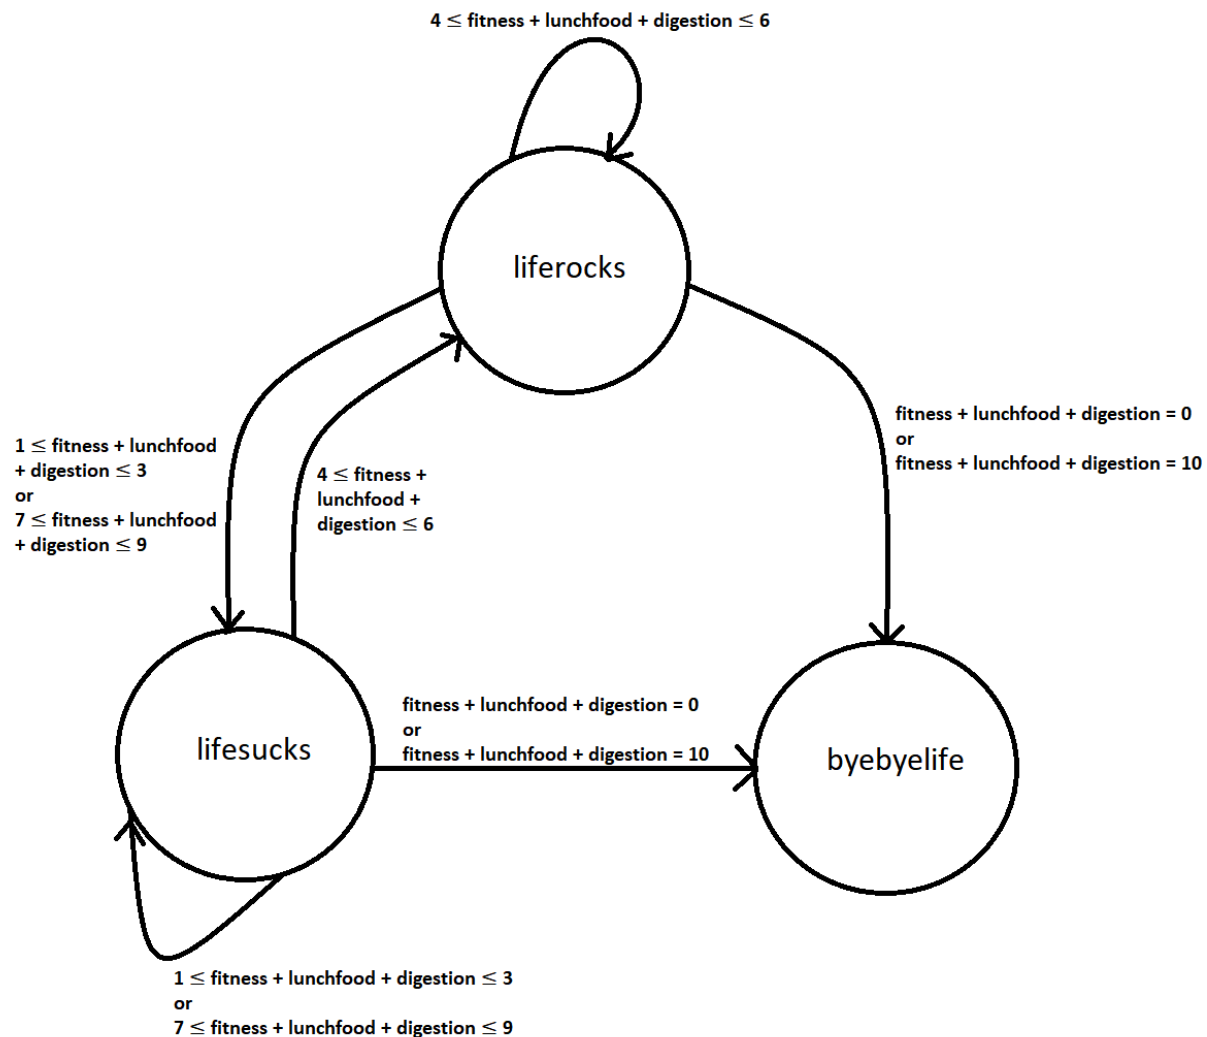 4 ≤ fitness + lunchfood + digestion ≤ 6
liferocks
fitness + lunchfood + digestion = 0
or
fitness + lunchfood + digestion = 10
1 ≤ fitness + lunchfood
+ digestion ≤ 3
or
7 ≤ fitness + lunchfood
+ digestion ≤ 9
4 ≤ fitness +
lunchfood +
digestion ≤ 6
lifesucks
fitness + lunchfood + digestion = 0
or
fitness + lunchfood + digestion = 10
byebyelife
1 ≤ fitness + lunchfood + digestion ≤ 3
or
7 ≤ fitness + lunchfood + digestion ≤ 9